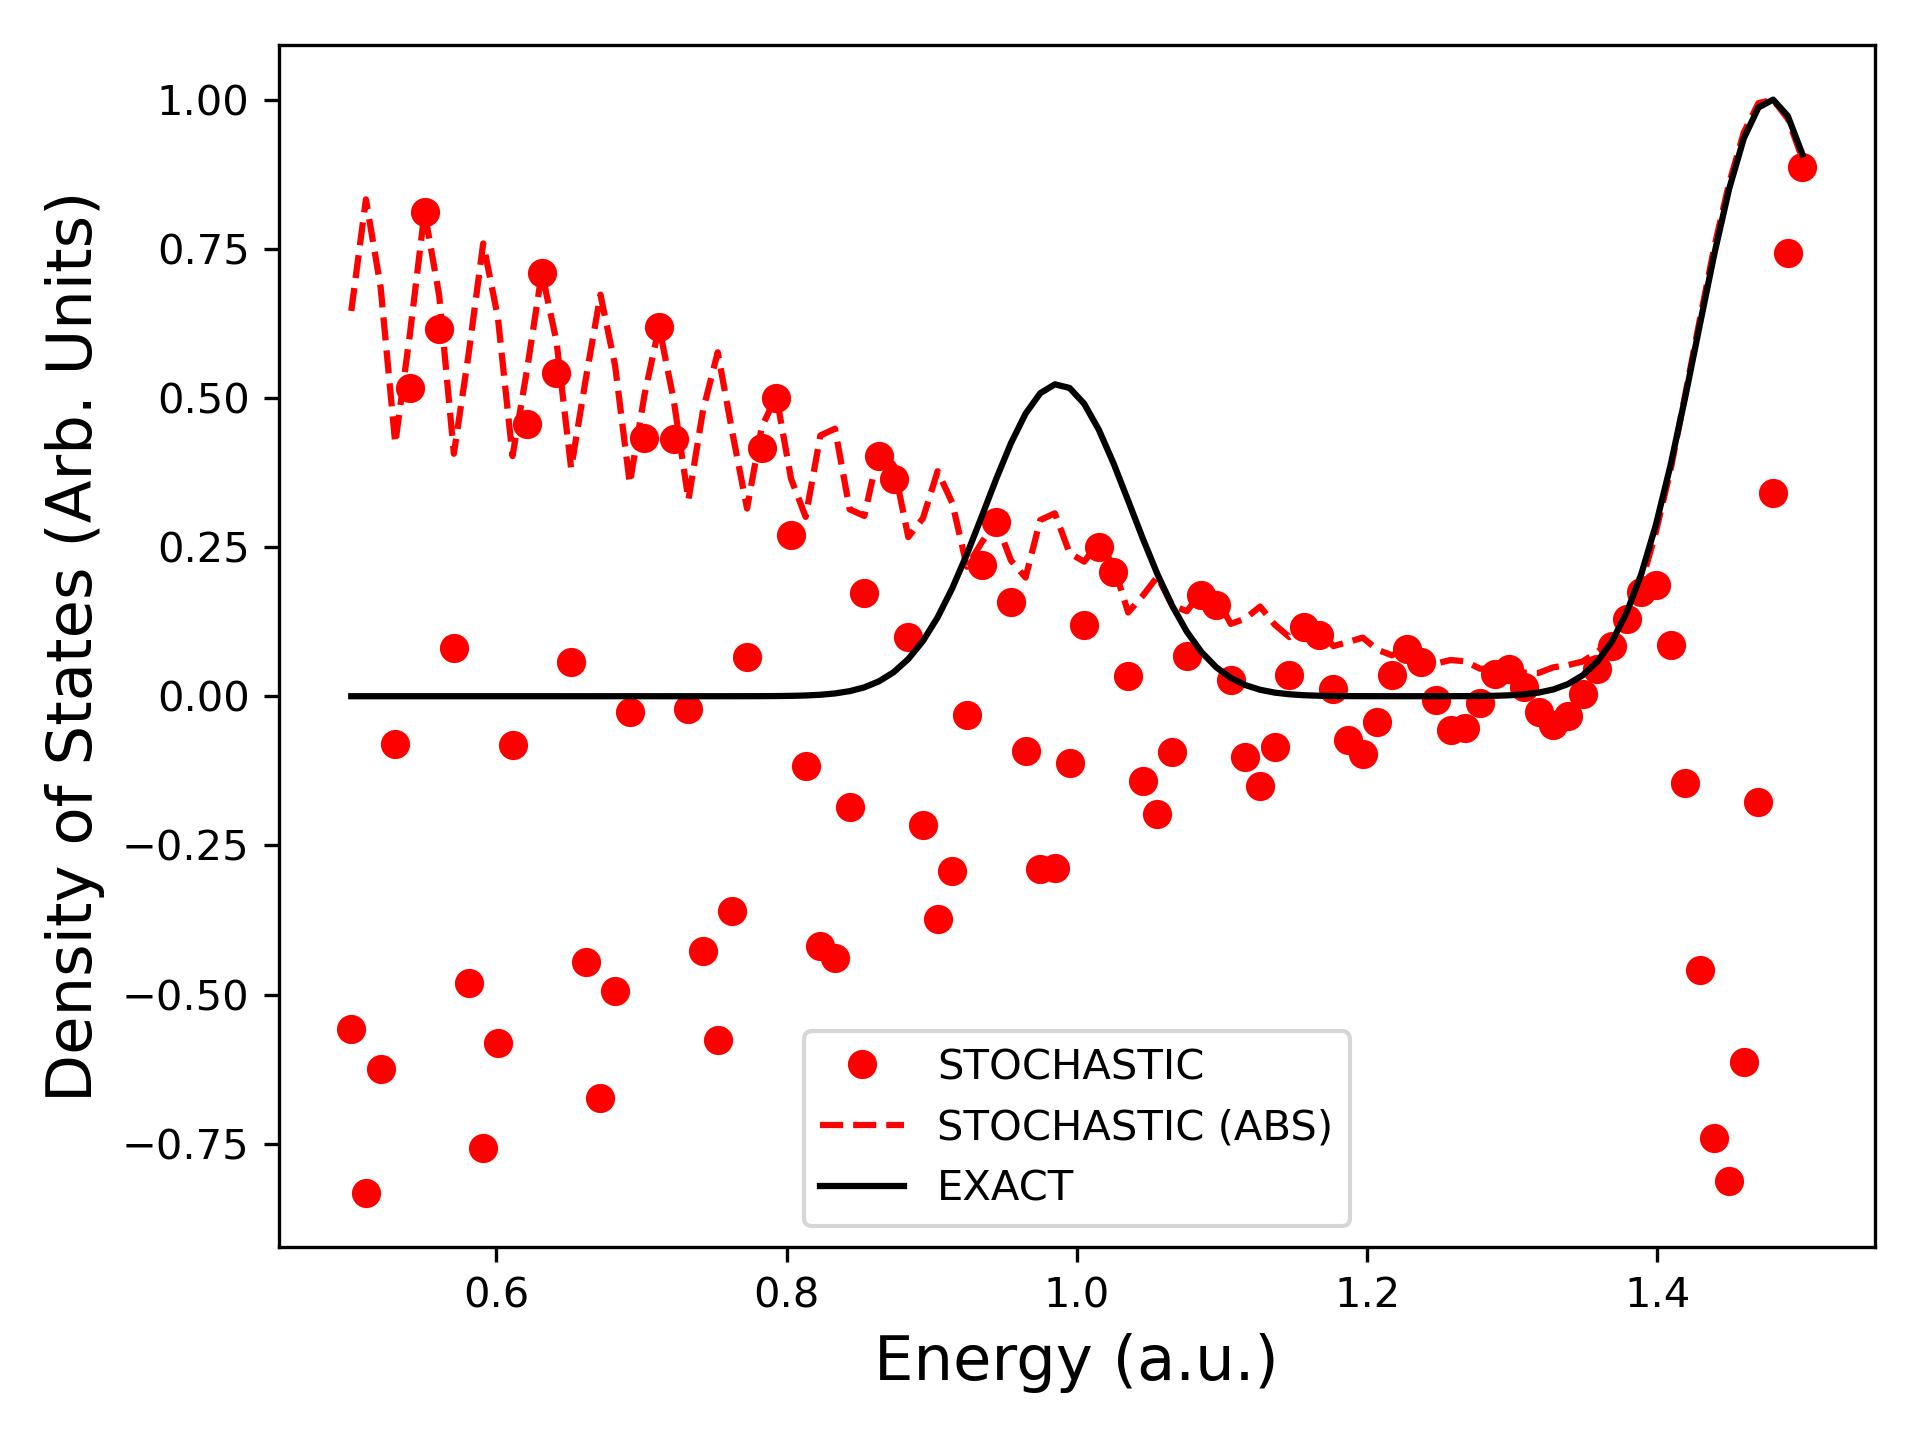 Density of States (Arb. Units)
1.00
0.75
0.50
0.25
0.00
−0.25
−0.50
−0.75
STOCHASTIC
STOCHASTIC (ABS)
EXACT
0.6 0.8 1.0 1.2 1.4
Energy (a.u.)